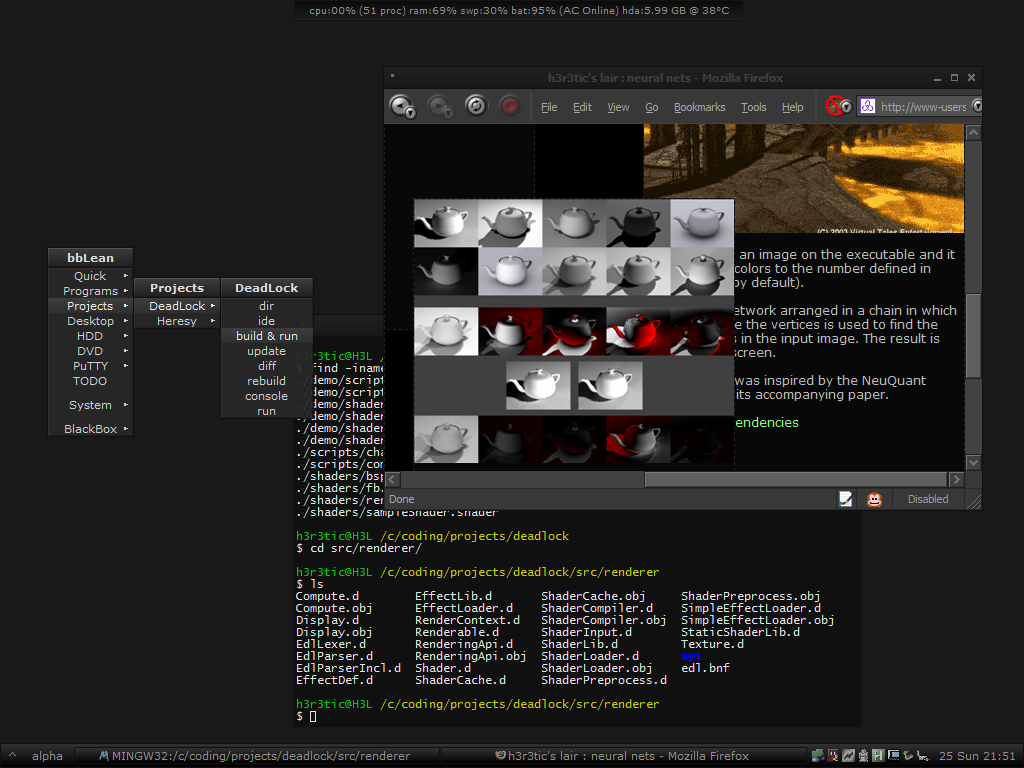 cpu:00% (51 proc) ram:69% swp:30% bat:95% (AC Online) hda:5.99 GB @ 38°C
h3r3tic's lair : neural nets - Mozilla Firefox
File Edit View Go Bookmarks Tools Help
http://www-users
(C) 2003 Virtual Tales Entertainment
an image on the executable and it
colors to the number defined in
by default).
etwork arranged in a chain in which
e the vertices is used to find the
s in the input image. The result is
screen.
was inspired by the NeuQuant
its accompanying paper.
endencies
Done
Disabled
bbLean
Quick
Programs
Projects
Desktop
HDD
DVD
PuTTY
TODO
System
BlackBox
Projects
DeadLock
Heresy
DeadLock
dir
ide
build & run
update
diff
rebuild
console
run
h3r3tic@H3L /
$ find -iname
./demo/script
./demo/script
./demo/shader
./demo/shader
./demo/shader
./demo/shader
./scripts/cha
./scripts/com
./shaders/bsp
./shaders/fb.
./shaders/ren
./shaders/sampleshader.shader
h3r3tic@H3L /c/coding/projects/deadlock
$ cd src/renderer/
h3r3tic@H3L /c/coding/projects/deadlock/src/renderer
$ ls
Compute.d EffectLib.d ShaderCache.obj ShaderPreprocess.obj
Compute.obj EffectLoader.d ShaderCompiler.d SimpleEffectLoader.d
Display.d RenderContext.d ShaderCompiler.obj SimpleEffectLoader.obj
Display.obj Renderable.d ShaderInput.d StaticShaderLib.d
EdlLexer.d RenderingApi.d ShaderLib.d Texture.d
EdlParser.d RenderingApi.obj ShaderLoader.d
EdlParserIncl.d Shader.d ShaderLoader.obj edl.bnf
EffectDef.d ShaderCache.d ShaderPreprocess.d
h3r3tic@H3L /c/coding/projects/deadlock/src/renderer
$
alpha
MINGW32:/c/coding/projects/deadlock/src/renderer
h3r3tic's lair : neural nets - Mozilla Firefox
25 Sun 21:51